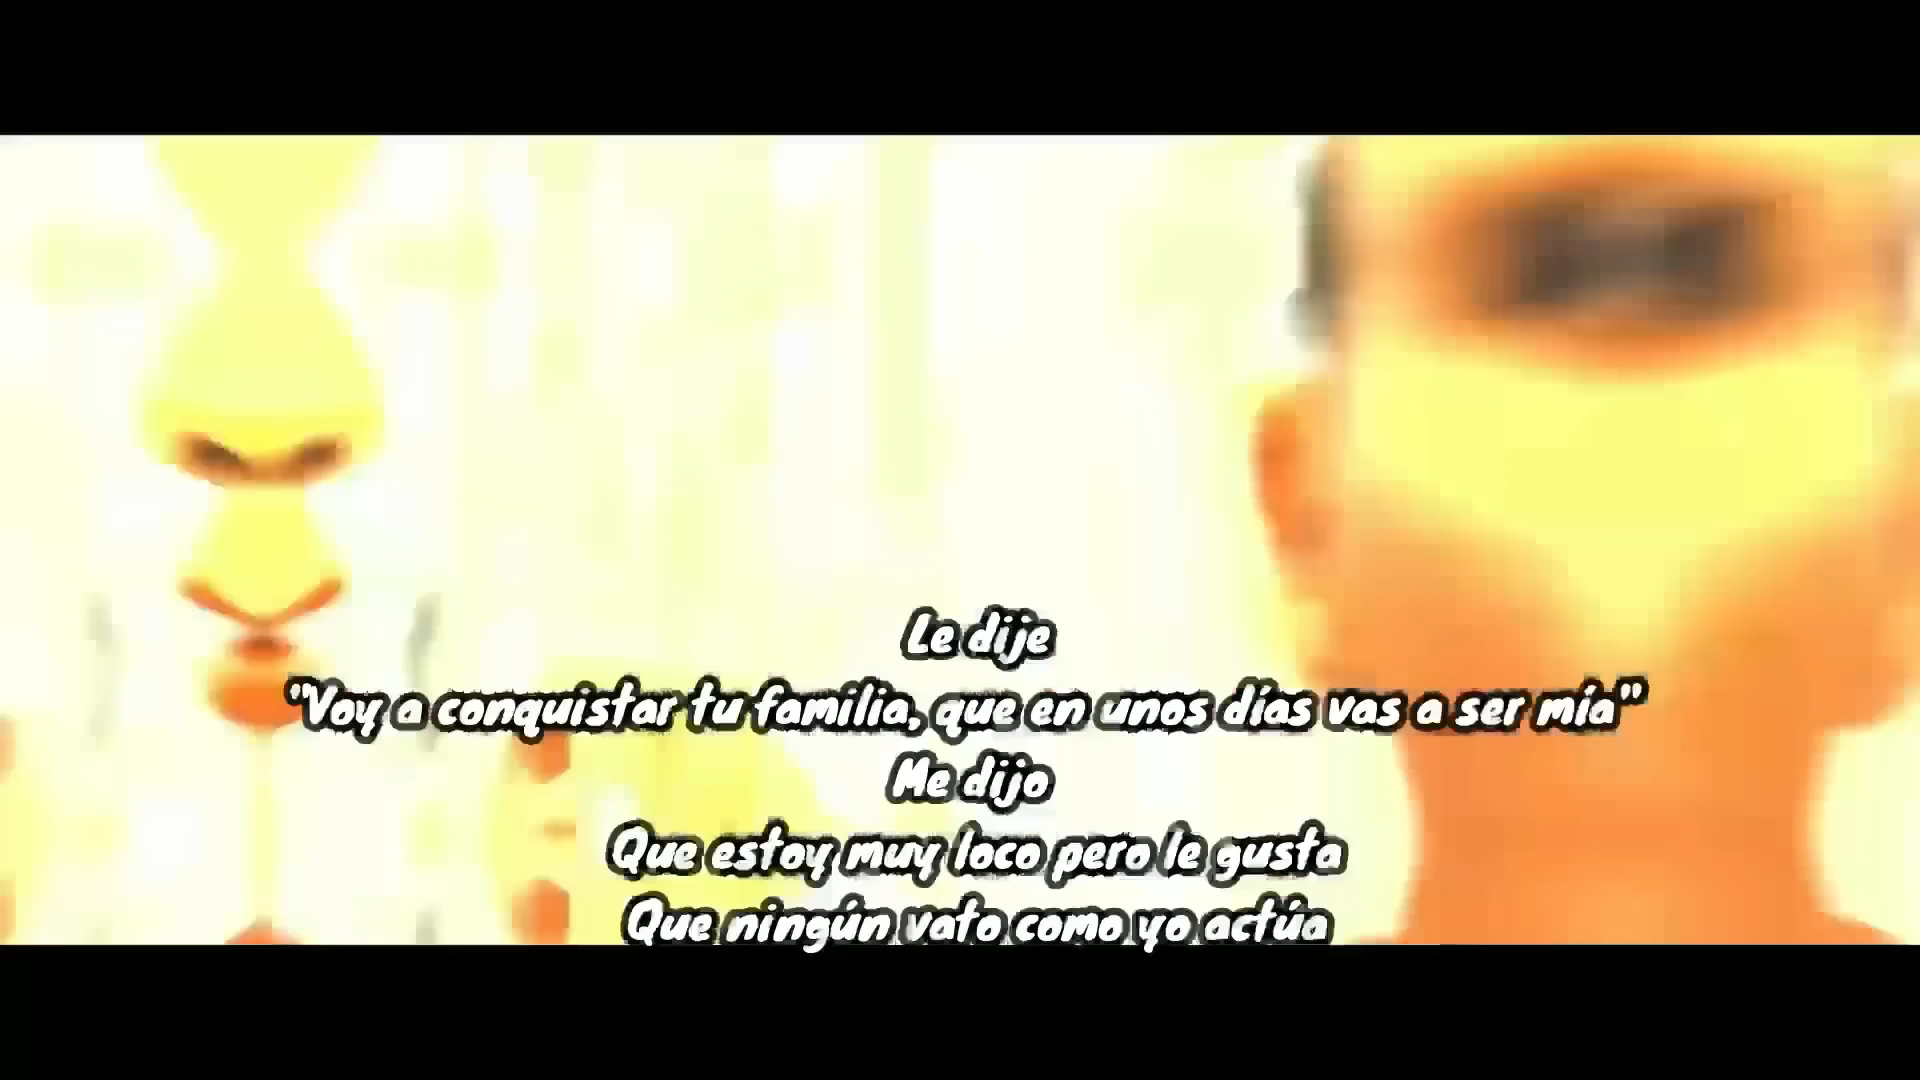 Le dije
"Voy a conquistar tu familia, que en unos días vas a ser mía"
Me dijo
Que estoy muy loco pero le gusta
Que ningún vato como yo actúa